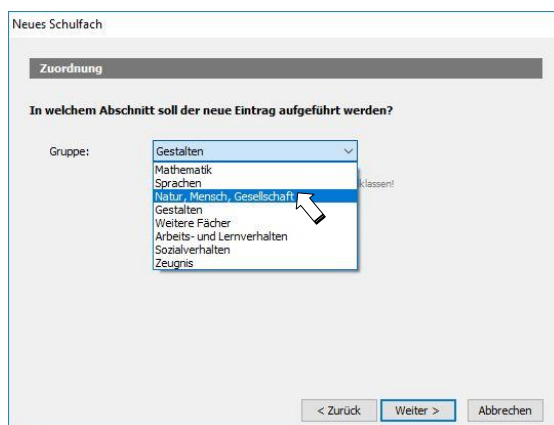 Neues Schulfach
Zuordnung
In welchem Abschnitt soll der neue Eintrag aufgeführt werden?
Gruppe: Gestalten
Mathematik
Sprachen
klassen!
Natur, Mensch, Gesellschaft
Gestalten
Weitere Fächer
Arbeits- und Lernverhalten
Sozialverhalten
Zeugnis
< Zurück Weiter > Abbrechen